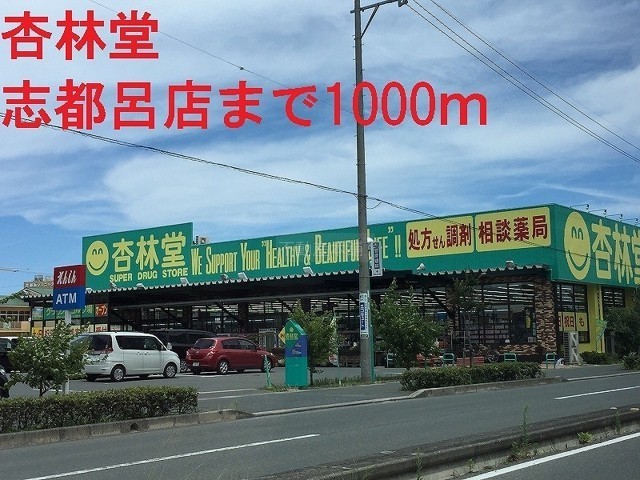 杏林堂
志都呂店まで1000m
杏林堂
SUPER DRUG STORE
WE SUPPORT YOUR "HEALTHY & BEAUTIFUL LIFE" !!
処方せん調剤
相談薬局
杏林堂
ATM